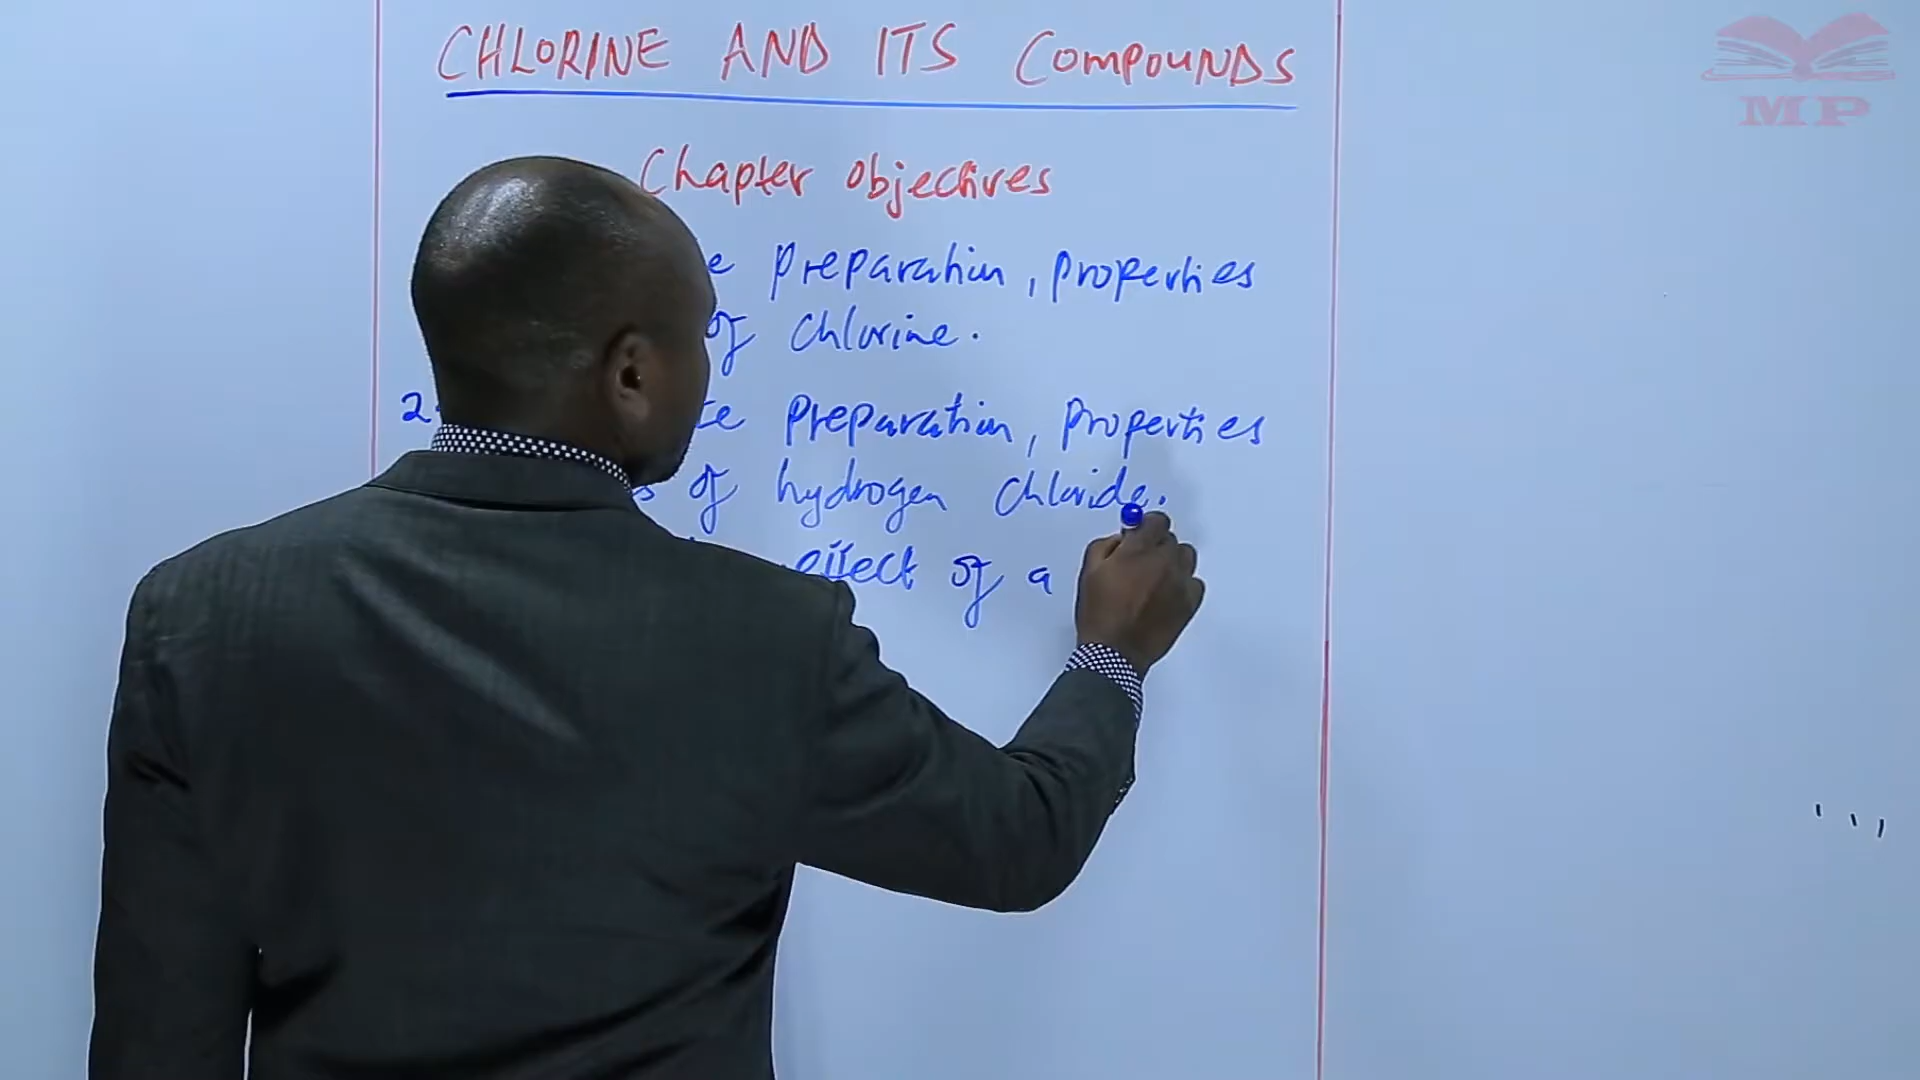 CHLORINE AND ITS COMPOUNDS
MP
Chapter objectives
preparation, properties
of chlorine.
2. preparation, properties
of hydrogen chloride.
effect of a